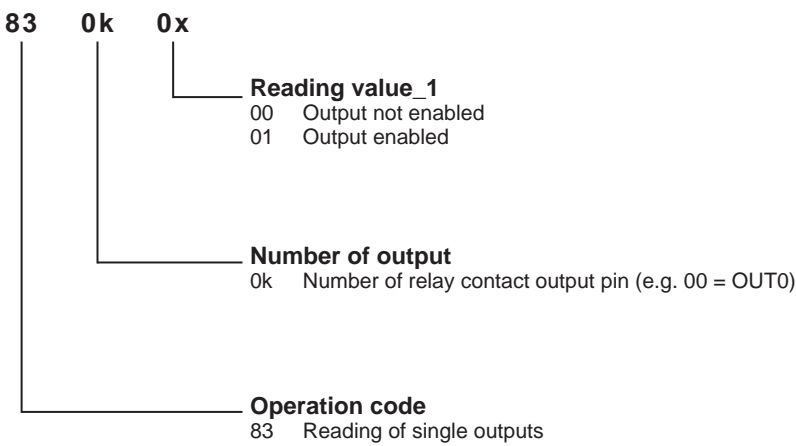 83 0k 0x
Reading value_1
00 Output not enabled
01 Output enabled
Number of output
0k Number of relay contact output pin (e.g. 00 = OUT0)
Operation code
83 Reading of single outputs